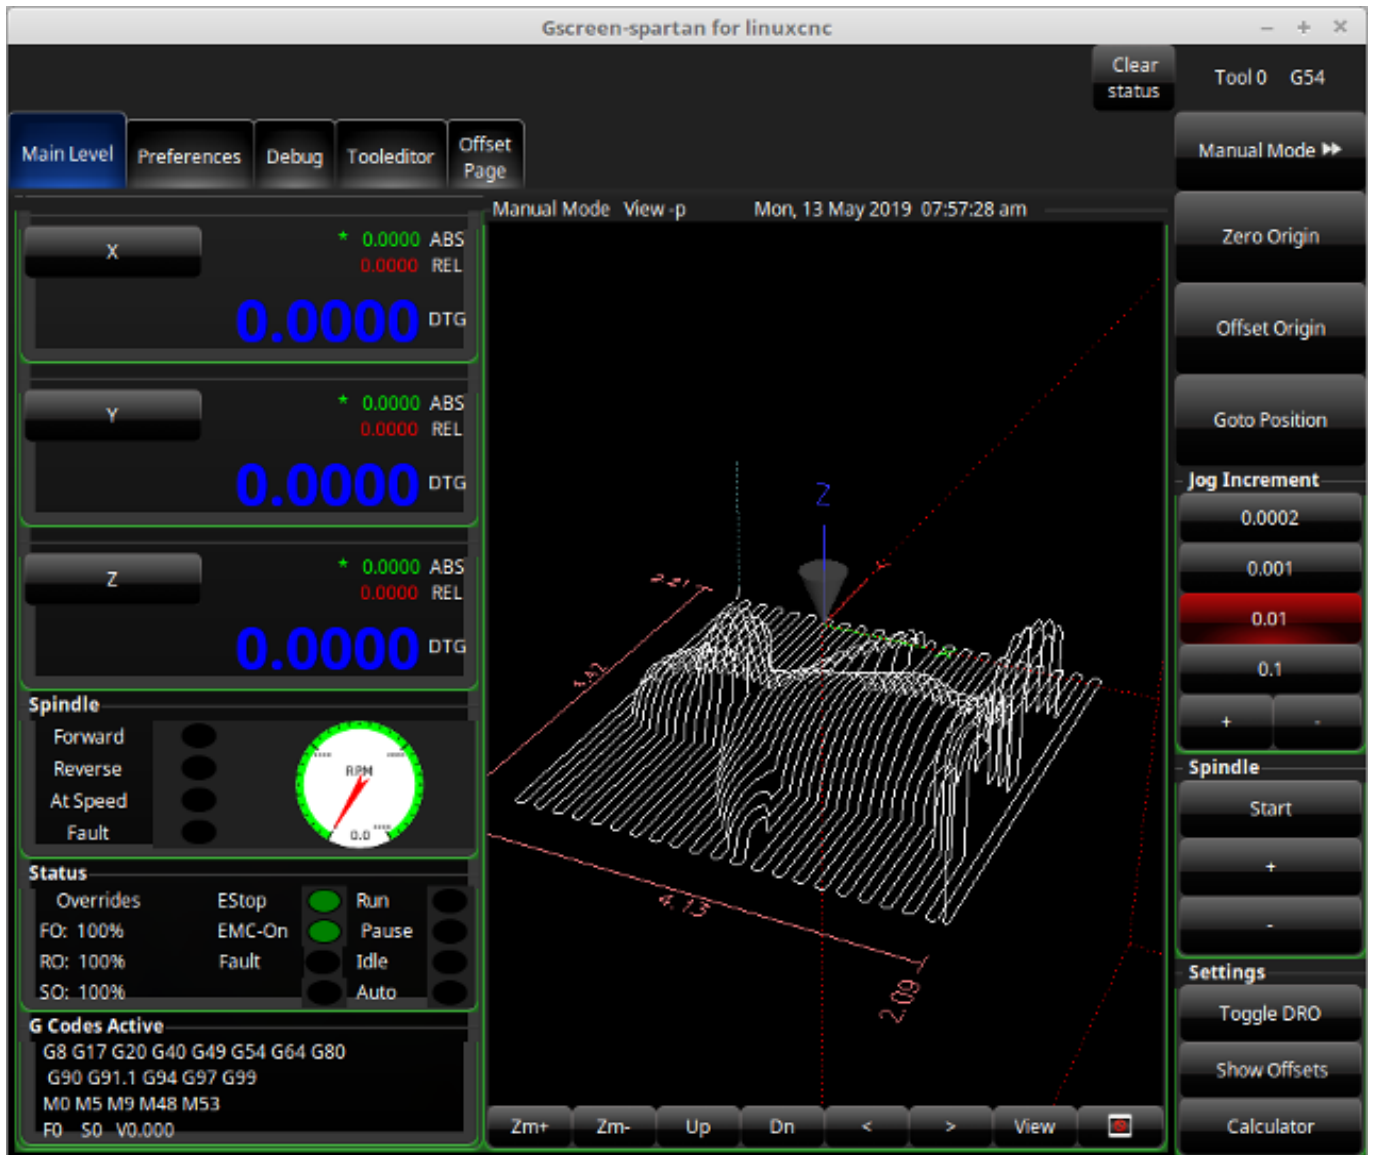 Gscreen-spartan for linuxcnc
Clear
status
Tool 0 G54
Main Level
Preferences
Debug
Tooleditor
Offset
Page
Manual Mode
Manual Mode View -p Mon, 13 May 2019 07:57:28 am
X
* 0.0000 ABS
0.0000 REL
0.0000 DTG
Y
* 0.0000 ABS
0.0000 REL
0.0000 DTG
Z
* 0.0000 ABS
0.0000 REL
0.0000 DTG
Spindle
Forward
Reverse
At Speed
Fault
RPM
0.0
Status
Overrides EStop Run
FO: 100% EMC-On Pause
RO: 100% Fault Idle
SO: 100% Auto
G Codes Active
G8 G17 G20 G40 G49 G54 G64 G80
G90 G91.1 G94 G97 G99
M0 M5 M9 M48 M53
F0 S0 V0.000
Z
4.13
2.09
Zm+ Zm- Up Dn < > View
Zero Origin
Offset Origin
Goto Position
Jog Increment
0.0002
0.001
0.01
0.1
+ -
Spindle
Start
+
-
Settings
Toggle DRO
Show Offsets
Calculator